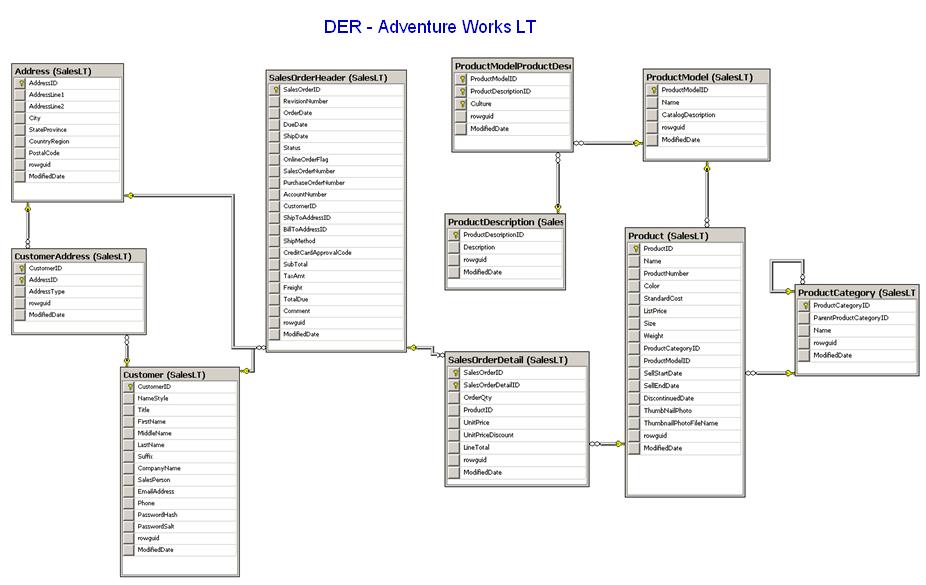 DER - Adventure Works LT
Address (SalesLT)
AddressID
AddressLine1
AddressLine2
City
StateProvince
CountryRegion
PostalCode
rowguid
ModifiedDate
CustomerAddress (SalesLT)
CustomerID
AddressID
AddressType
rowguid
ModifiedDate
Customer (SalesLT)
CustomerID
NameStyle
Title
FirstName
MiddleName
LastName
Suffix
CompanyName
SalesPerson
EmailAddress
Phone
PasswordHash
PasswordSalt
rowguid
ModifiedDate
SalesOrderHeader (SalesLT)
SalesOrderID
RevisionNumber
OrderDate
DueDate
ShipDate
Status
OnlineOrderFlag
SalesOrderNumber
PurchaseOrderNumber
AccountNumber
CustomerID
ShipToAddressID
BillToAddressID
ShipMethod
CreditCardApprovalCode
SubTotal
TaxAmt
Freight
TotalDue
Comment
rowguid
ModifiedDate
ProductModelProductDes
ProductModelID
ProductDescriptionID
Culture
rowguid
ModifiedDate
ProductDescription (Sales
ProductDescriptionID
Description
rowguid
ModifiedDate
SalesOrderDetail (SalesLT)
SalesOrderID
SalesOrderDetailID
OrderQty
ProductID
UnitPrice
UnitPriceDiscount
LineTotal
rowguid
ModifiedDate
ProductModel (SalesLT)
ProductModelID
Name
CatalogDescription
rowguid
ModifiedDate
Product (SalesLT)
ProductID
Name
ProductNumber
Color
StandardCost
ListPrice
Size
Weight
ProductCategoryID
ProductModelID
SellStartDate
SellEndDate
DiscontinuedDate
ThumbNailPhoto
ThumbnailPhotoFileName
rowguid
ModifiedDate
ProductCategory (SalesLT
ProductCategoryID
ParentProductCategoryID
Name
rowguid
ModifiedDate